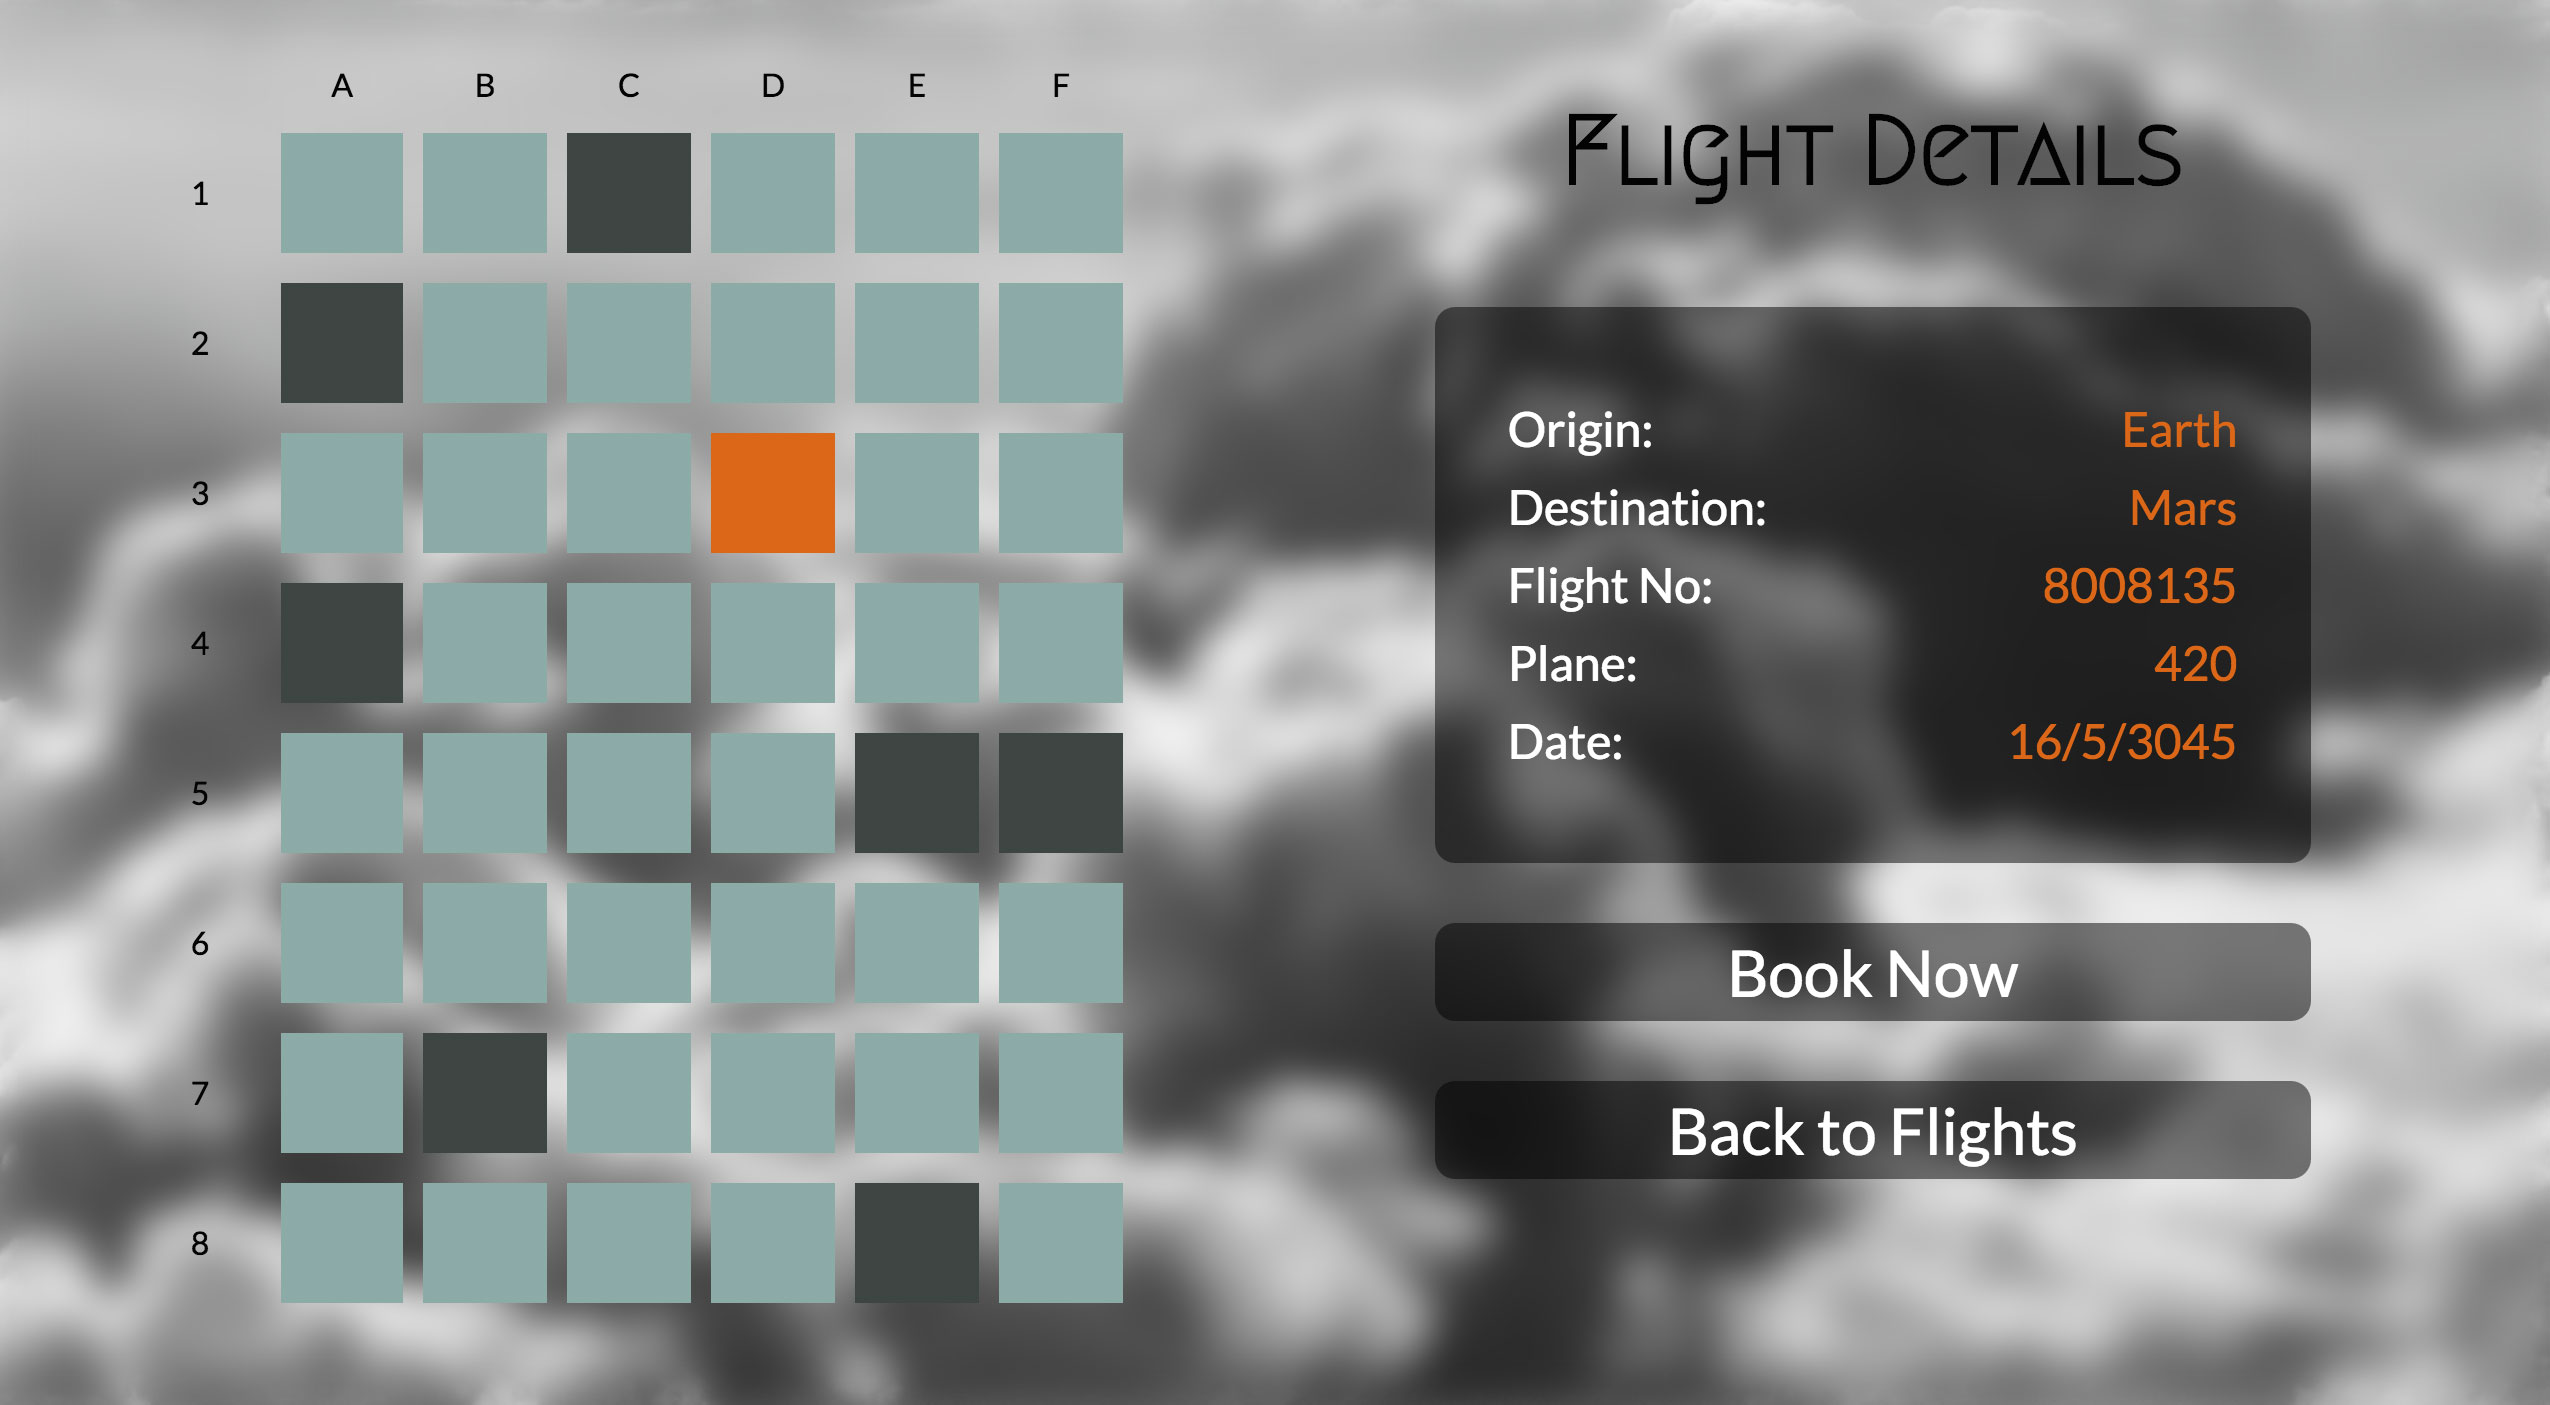 A B C D E F
1
2
3
4
5
6
7
8
Flight Details
Origin: Earth
Destination: Mars
Flight No: 8008135
Plane: 420
Date: 16/5/3045
Book Now
Back to Flights